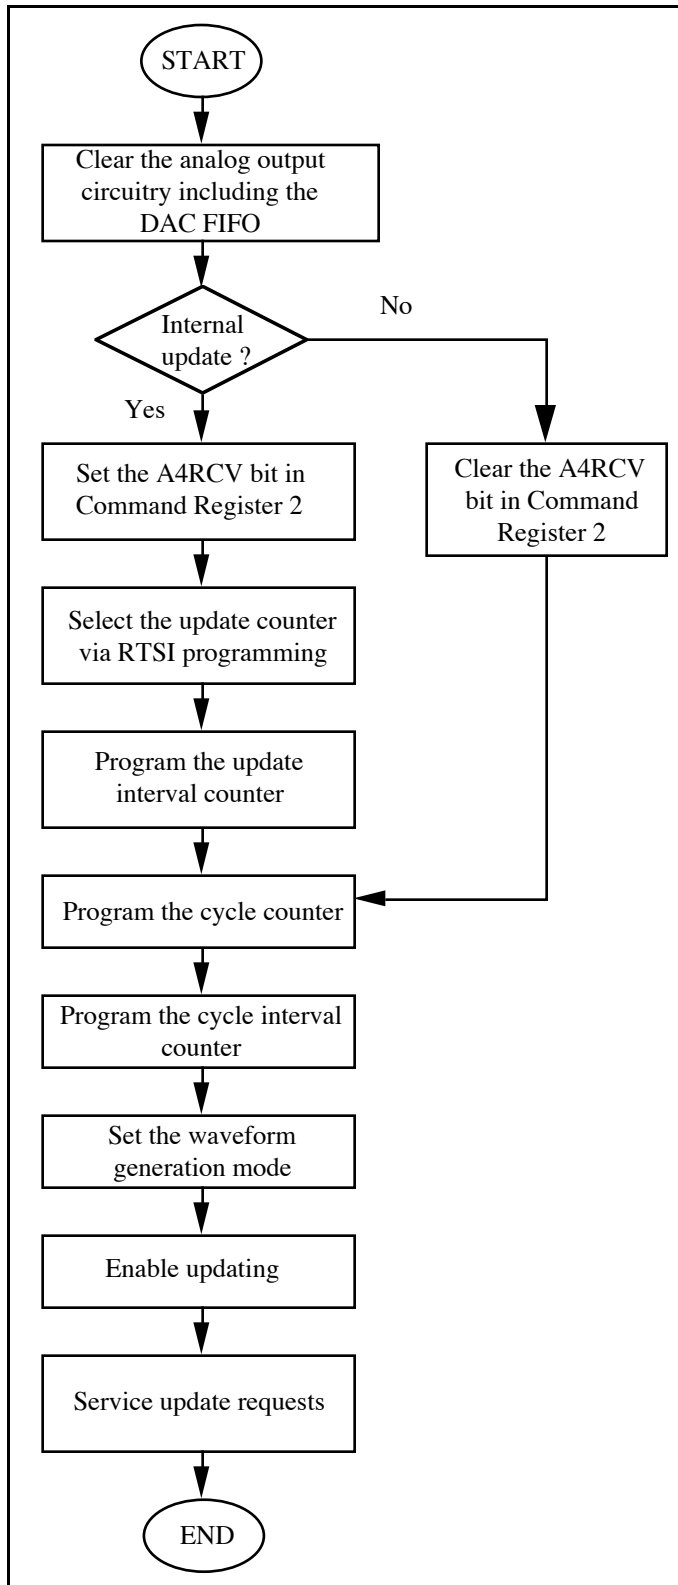 START
Clear the analog output
circuitry including the
DAC FIFO
Internal
update ?
No
Yes
Set the A4RCV bit in
Command Register 2
Clear the A4RCV
bit in Command
Register 2
Select the update counter
via RTSI programming
Program the update
interval counter
Program the cycle counter
Program the cycle interval
counter
Set the waveform
generation mode
Enable updating
Service update requests
END